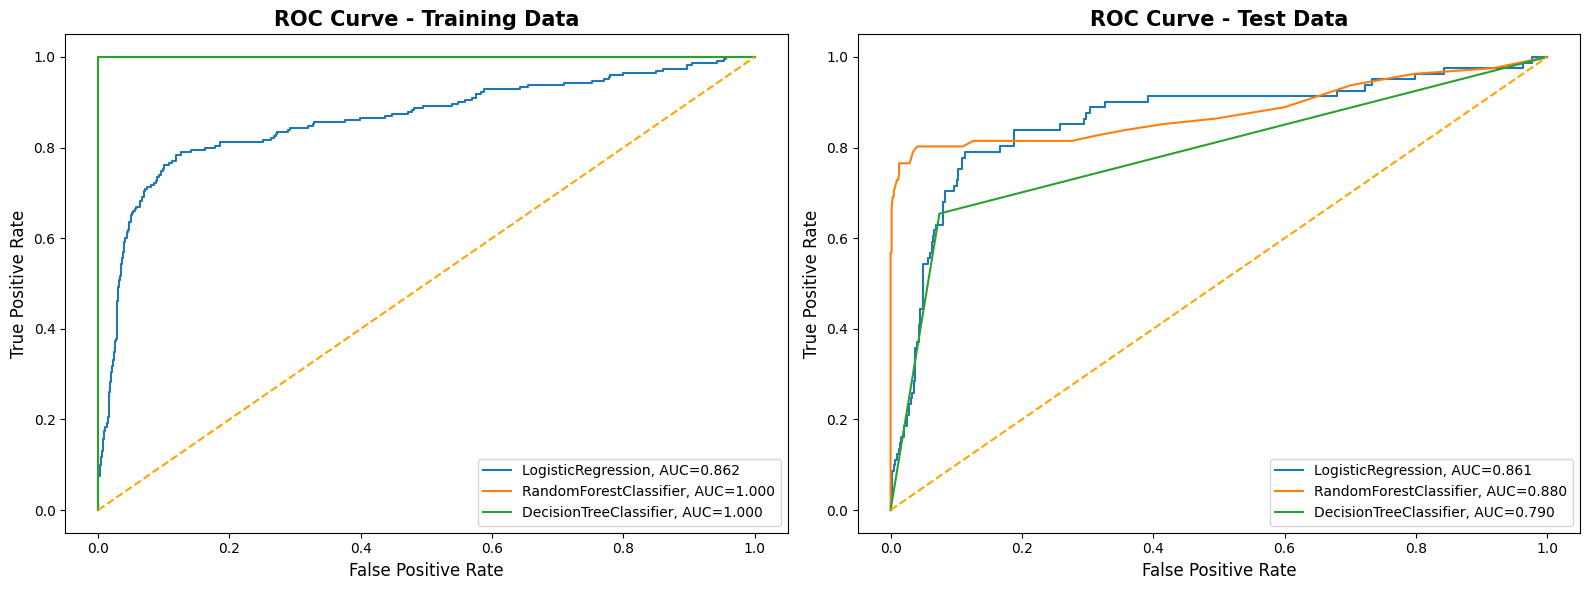 ROC Curve - Training Data
True Positive Rate
1.0
0.8
0.6
0.4
0.2
0.0
LogisticRegression, AUC=0.862
RandomForestClassifier, AUC=1.000
DecisionTreeClassifier, AUC=1.000
0.0 0.2 0.4 0.6 0.8 1.0
False Positive Rate
ROC Curve - Test Data
True Positive Rate
1.0
0.8
0.6
0.4
0.2
0.0
LogisticRegression, AUC=0.861
RandomForestClassifier, AUC=0.880
DecisionTreeClassifier, AUC=0.790
0.0 0.2 0.4 0.6 0.8 1.0
False Positive Rate